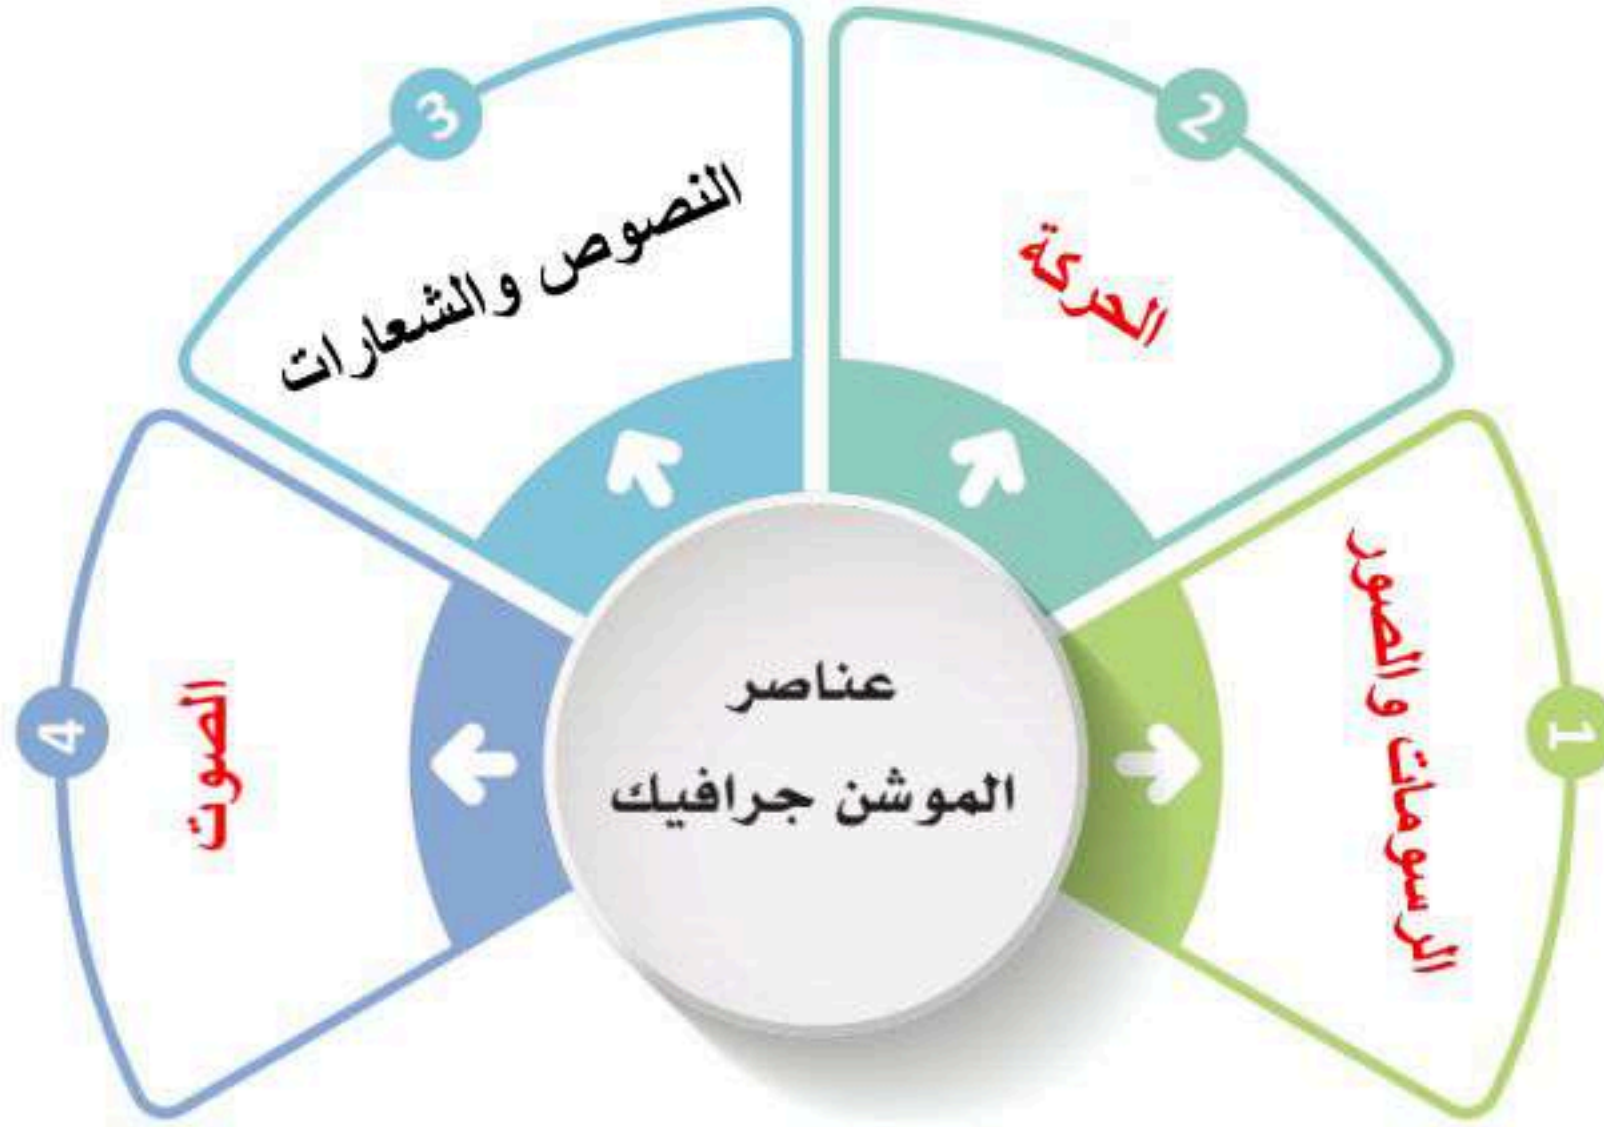 عناصر
الموشن جرافيك
1
الرسومات والصور
2
الحركة
3
النصوص والشعارات
4
الصوت